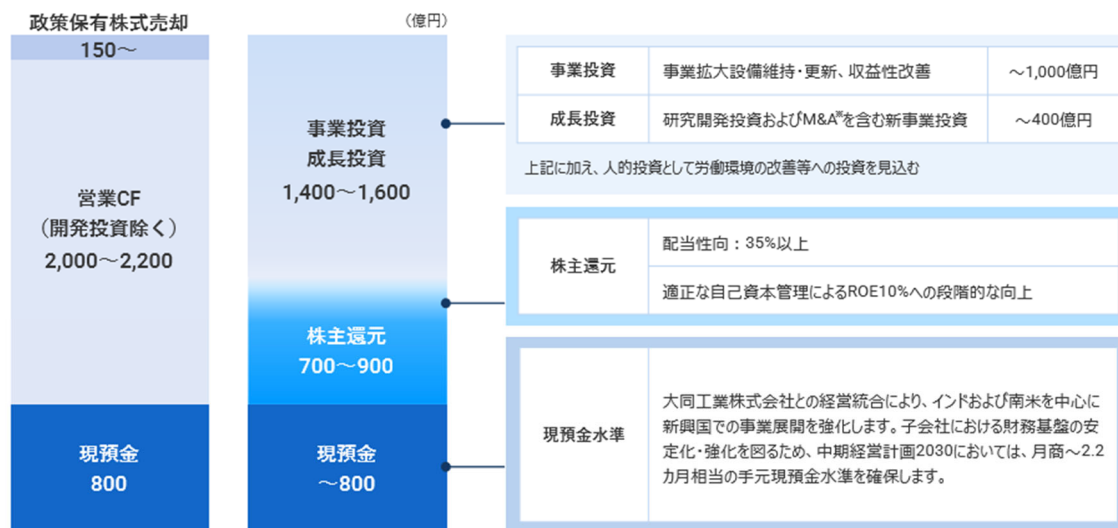 政策保有株式売却
150～
営業CF
（開発投資除く）
2,000～2,200
現預金
800
（億円）
事業投資
成長投資
1,400～1,600
株主還元
700～900
現預金
～800
事業投資 事業拡大設備維持・更新、収益性改善 ～1,000億円
成長投資 研究開発投資およびM&A※を含む新事業投資 ～400億円
上記に加え、人的投資として労働環境の改善等への投資を見込む
株主還元
配当性向：35%以上
適正な自己資本管理によるROE10%への段階的な向上
現預金水準
大同工業株式会社との経営統合により、インドおよび南米を中心に
新興国での事業展開を強化します。子会社における財務基盤の安
定化・強化を図るため、中期経営計画2030においては、月商～2.2
カ月相当の手元現預金水準を確保します。